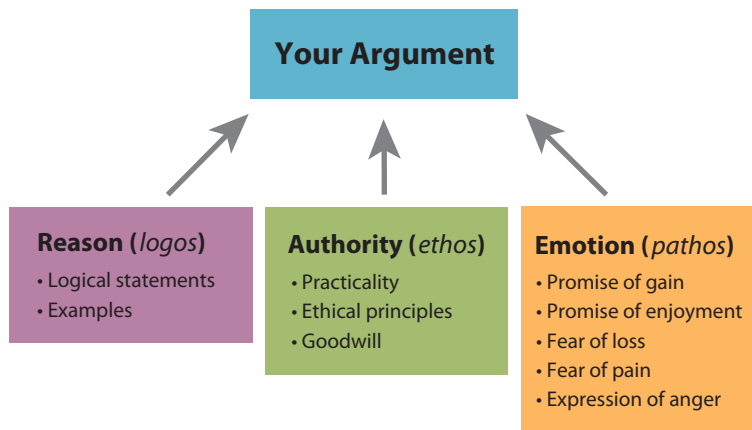 Your Argument
Reason (logos)
• Logical statements
• Examples
Authority (ethos)
• Practicality
• Ethical principles
• Goodwill
Emotion (pathos)
• Promise of gain
• Promise of enjoyment
• Fear of loss
• Fear of pain
• Expression of anger